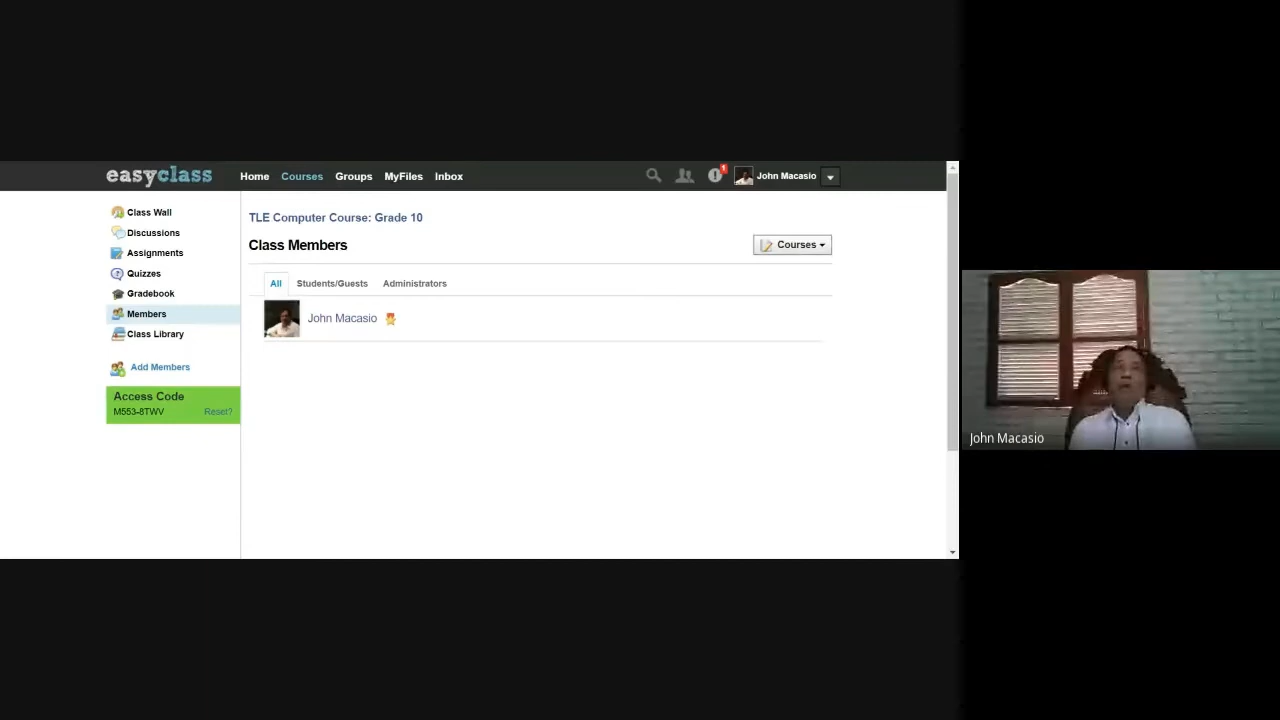 easyclass Home Courses Groups MyFiles Inbox 1 John Macasio
Class Wall
Discussions
Assignments
Quizzes
Gradebook
Members
Class Library
Add Members
Access Code
M553-8TWV Reset?
TLE Computer Course: Grade 10
Class Members Courses
All Students/Guests Administrators
John Macasio
John Macasio